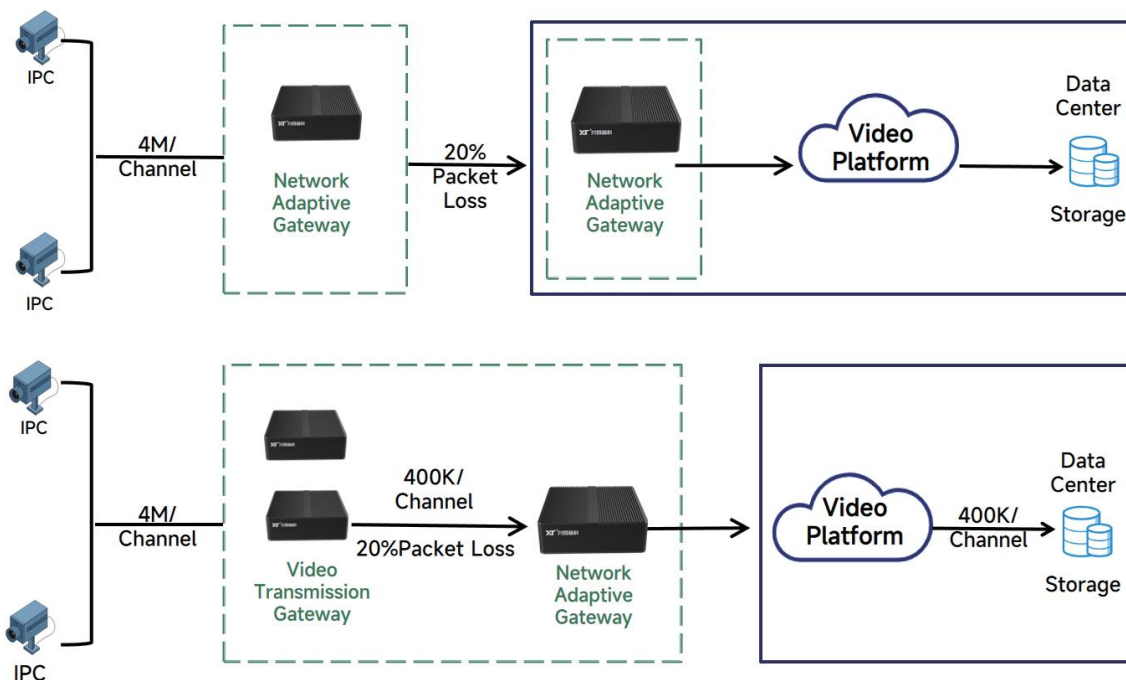 IPC
4M/
Channel
IPC
Network
Adaptive
Gateway
20%
Packet
Loss
Network
Adaptive
Gateway
Video
Platform
Data
Center
Storage
IPC
4M/
Channel
IPC
Video
Transmission
Gateway
400K/
Channel
20%Packet Loss
Network
Adaptive
Gateway
Video
Platform
400K/
Channel
Data
Center
Storage